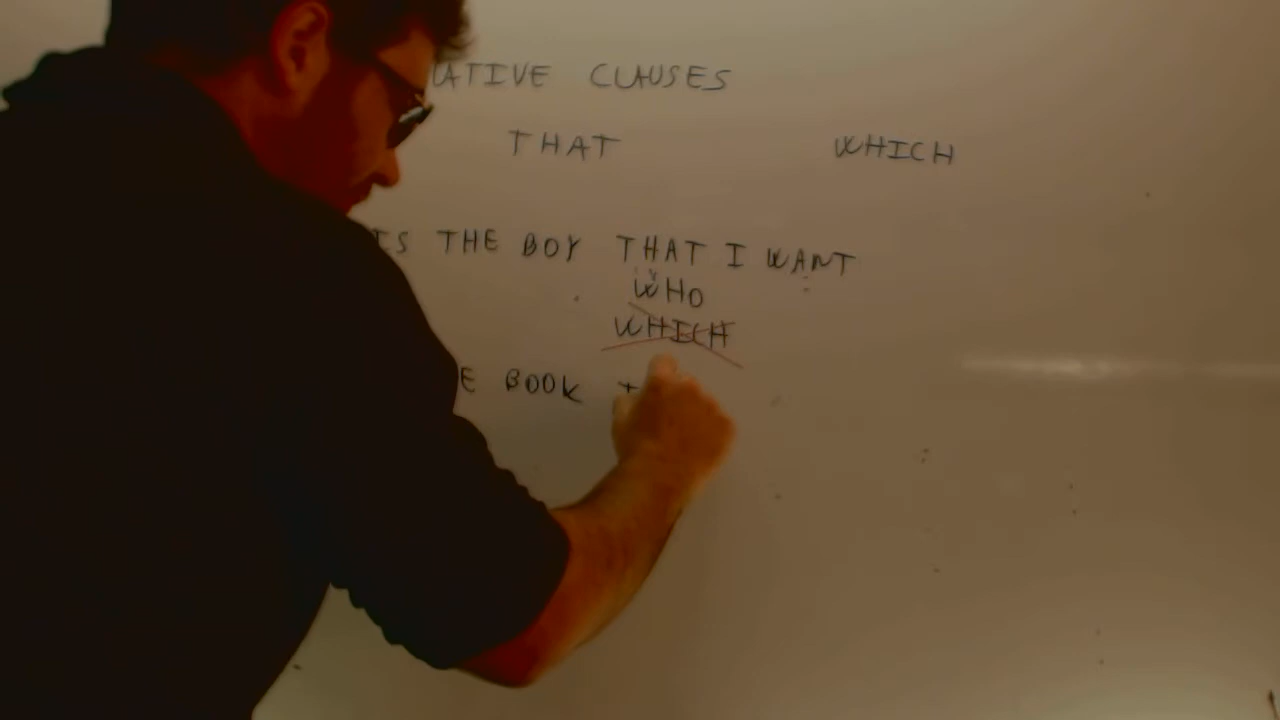 ATIVE CLAUSES
THAT WHICH
IS THE BOY THAT I WANT
WHO
WHICH
E BOOK T